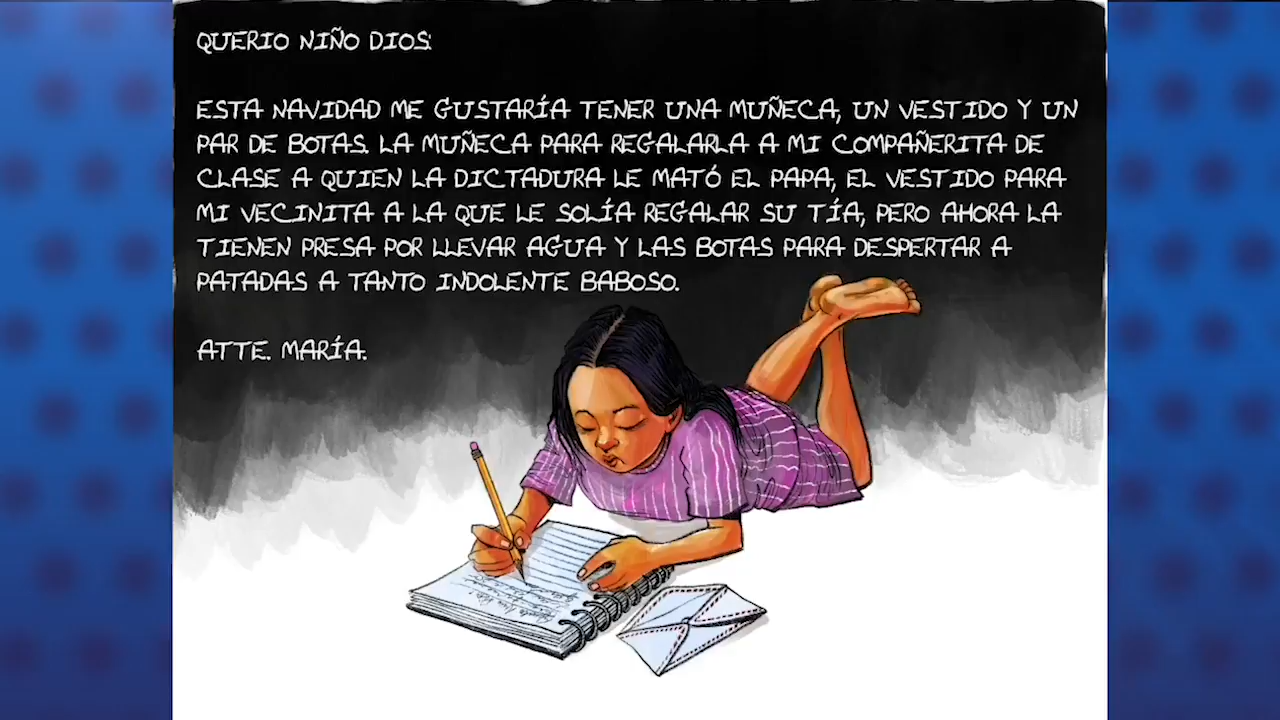 QUERIO NIÑO DIOS:
ESTA NAVIDAD ME GUSTARÍA TENER UNA MUÑECA, UN VESTIDO Y UN
PAR DE BOTAS. LA MUÑECA PARA REGALARLA A MI COMPAÑERITA DE
CLASE A QUIEN LA DICTADURA LE MATÓ EL PAPA, EL VESTIDO PARA
MI VECINITA A LA QUE LE SOLÍA REGALAR SU TÍA, PERO AHORA LA
TIENEN PRESA POR LLEVAR AGUA Y LAS BOTAS PARA DESPERTAR A
PATADAS A TANTO INDOLENTE BABOSO.
ATTE. MARÍA.